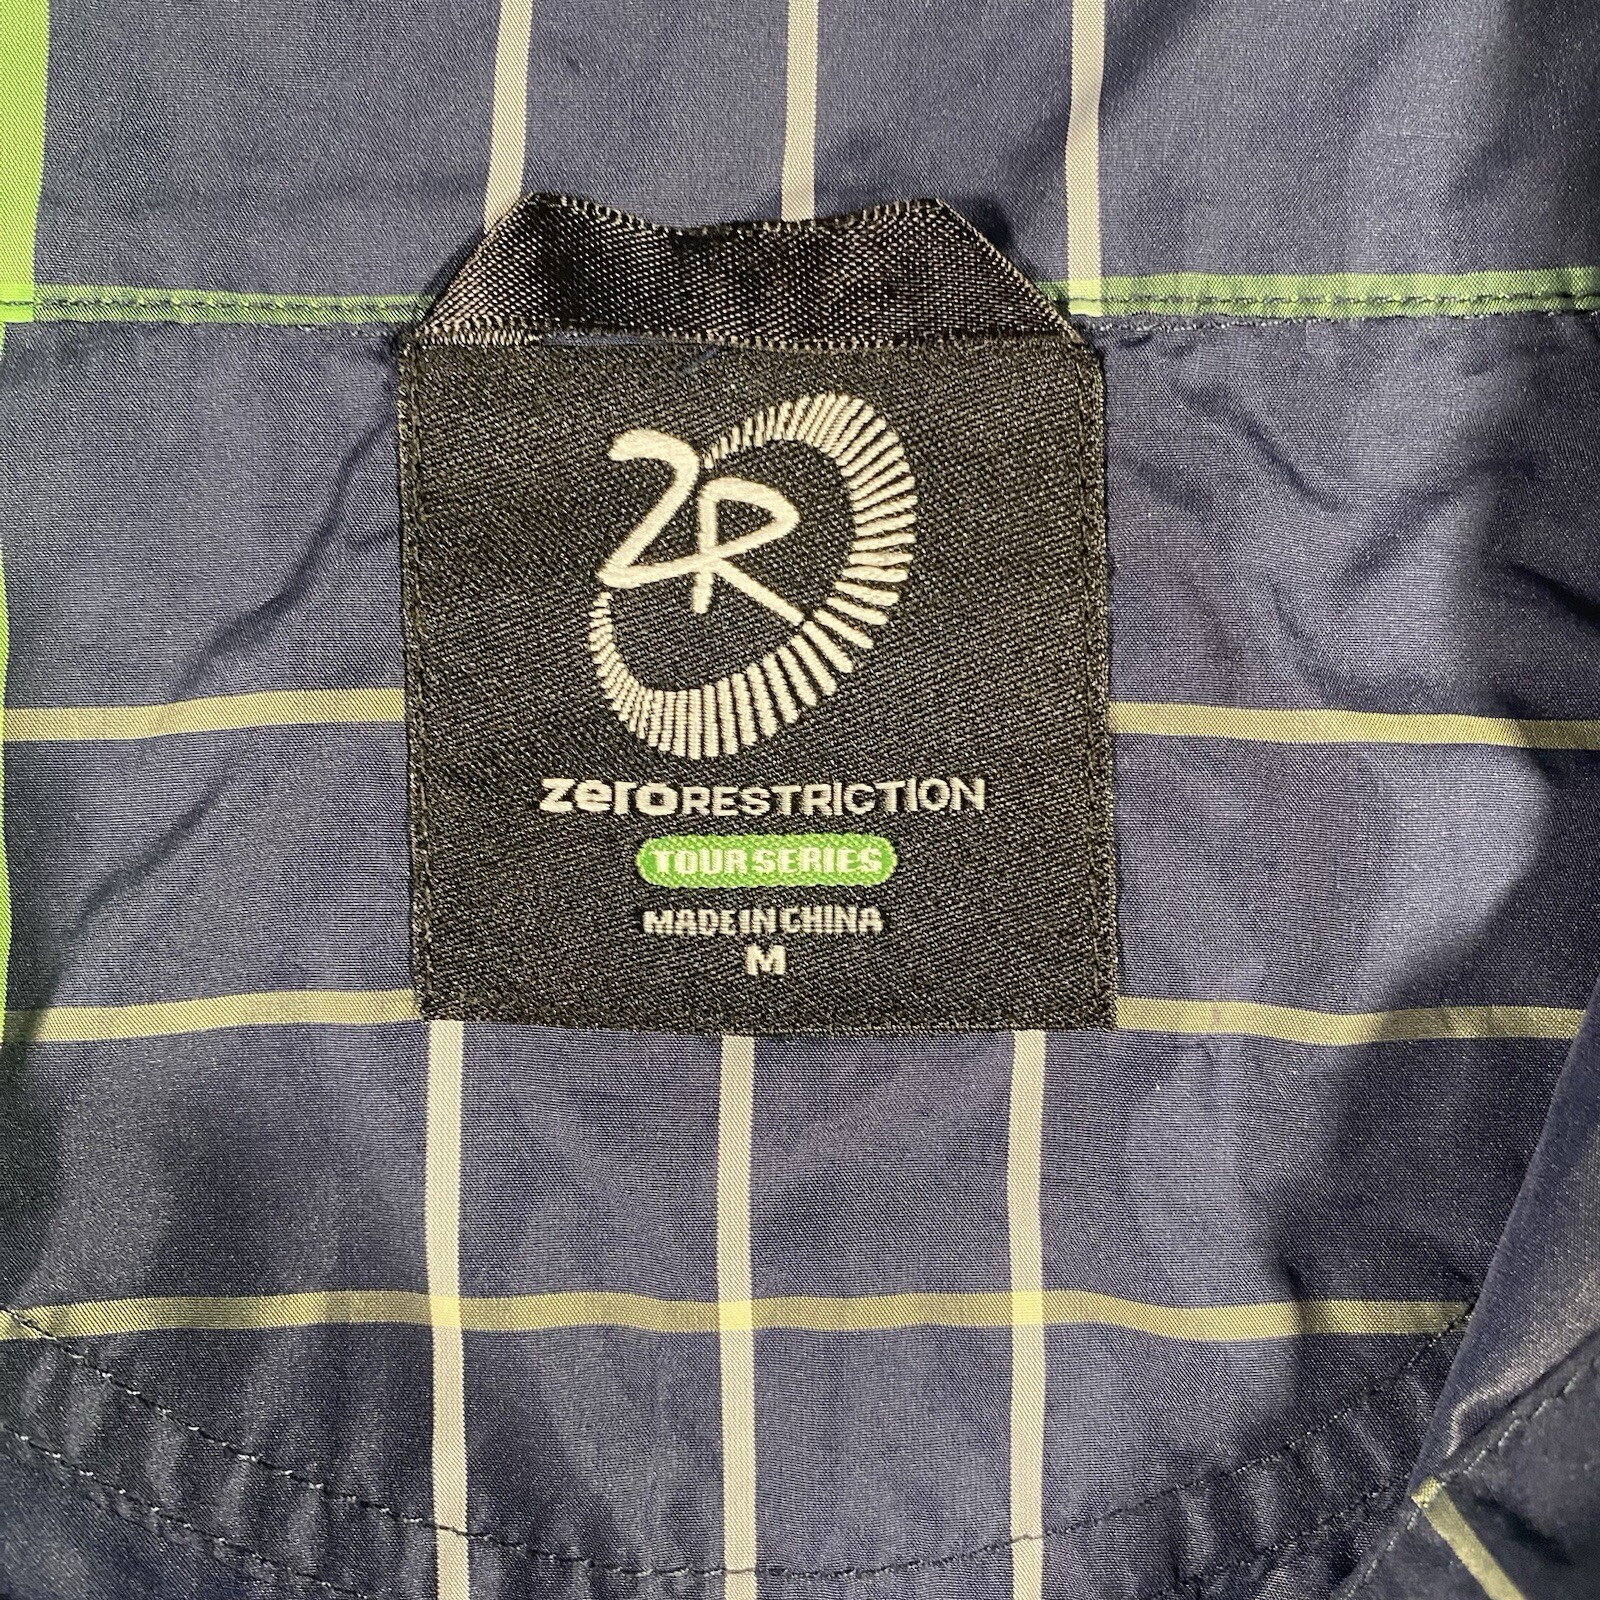 ZR
zeroRESTRICTION
TOUR SERIES
MADE IN CHINA
M